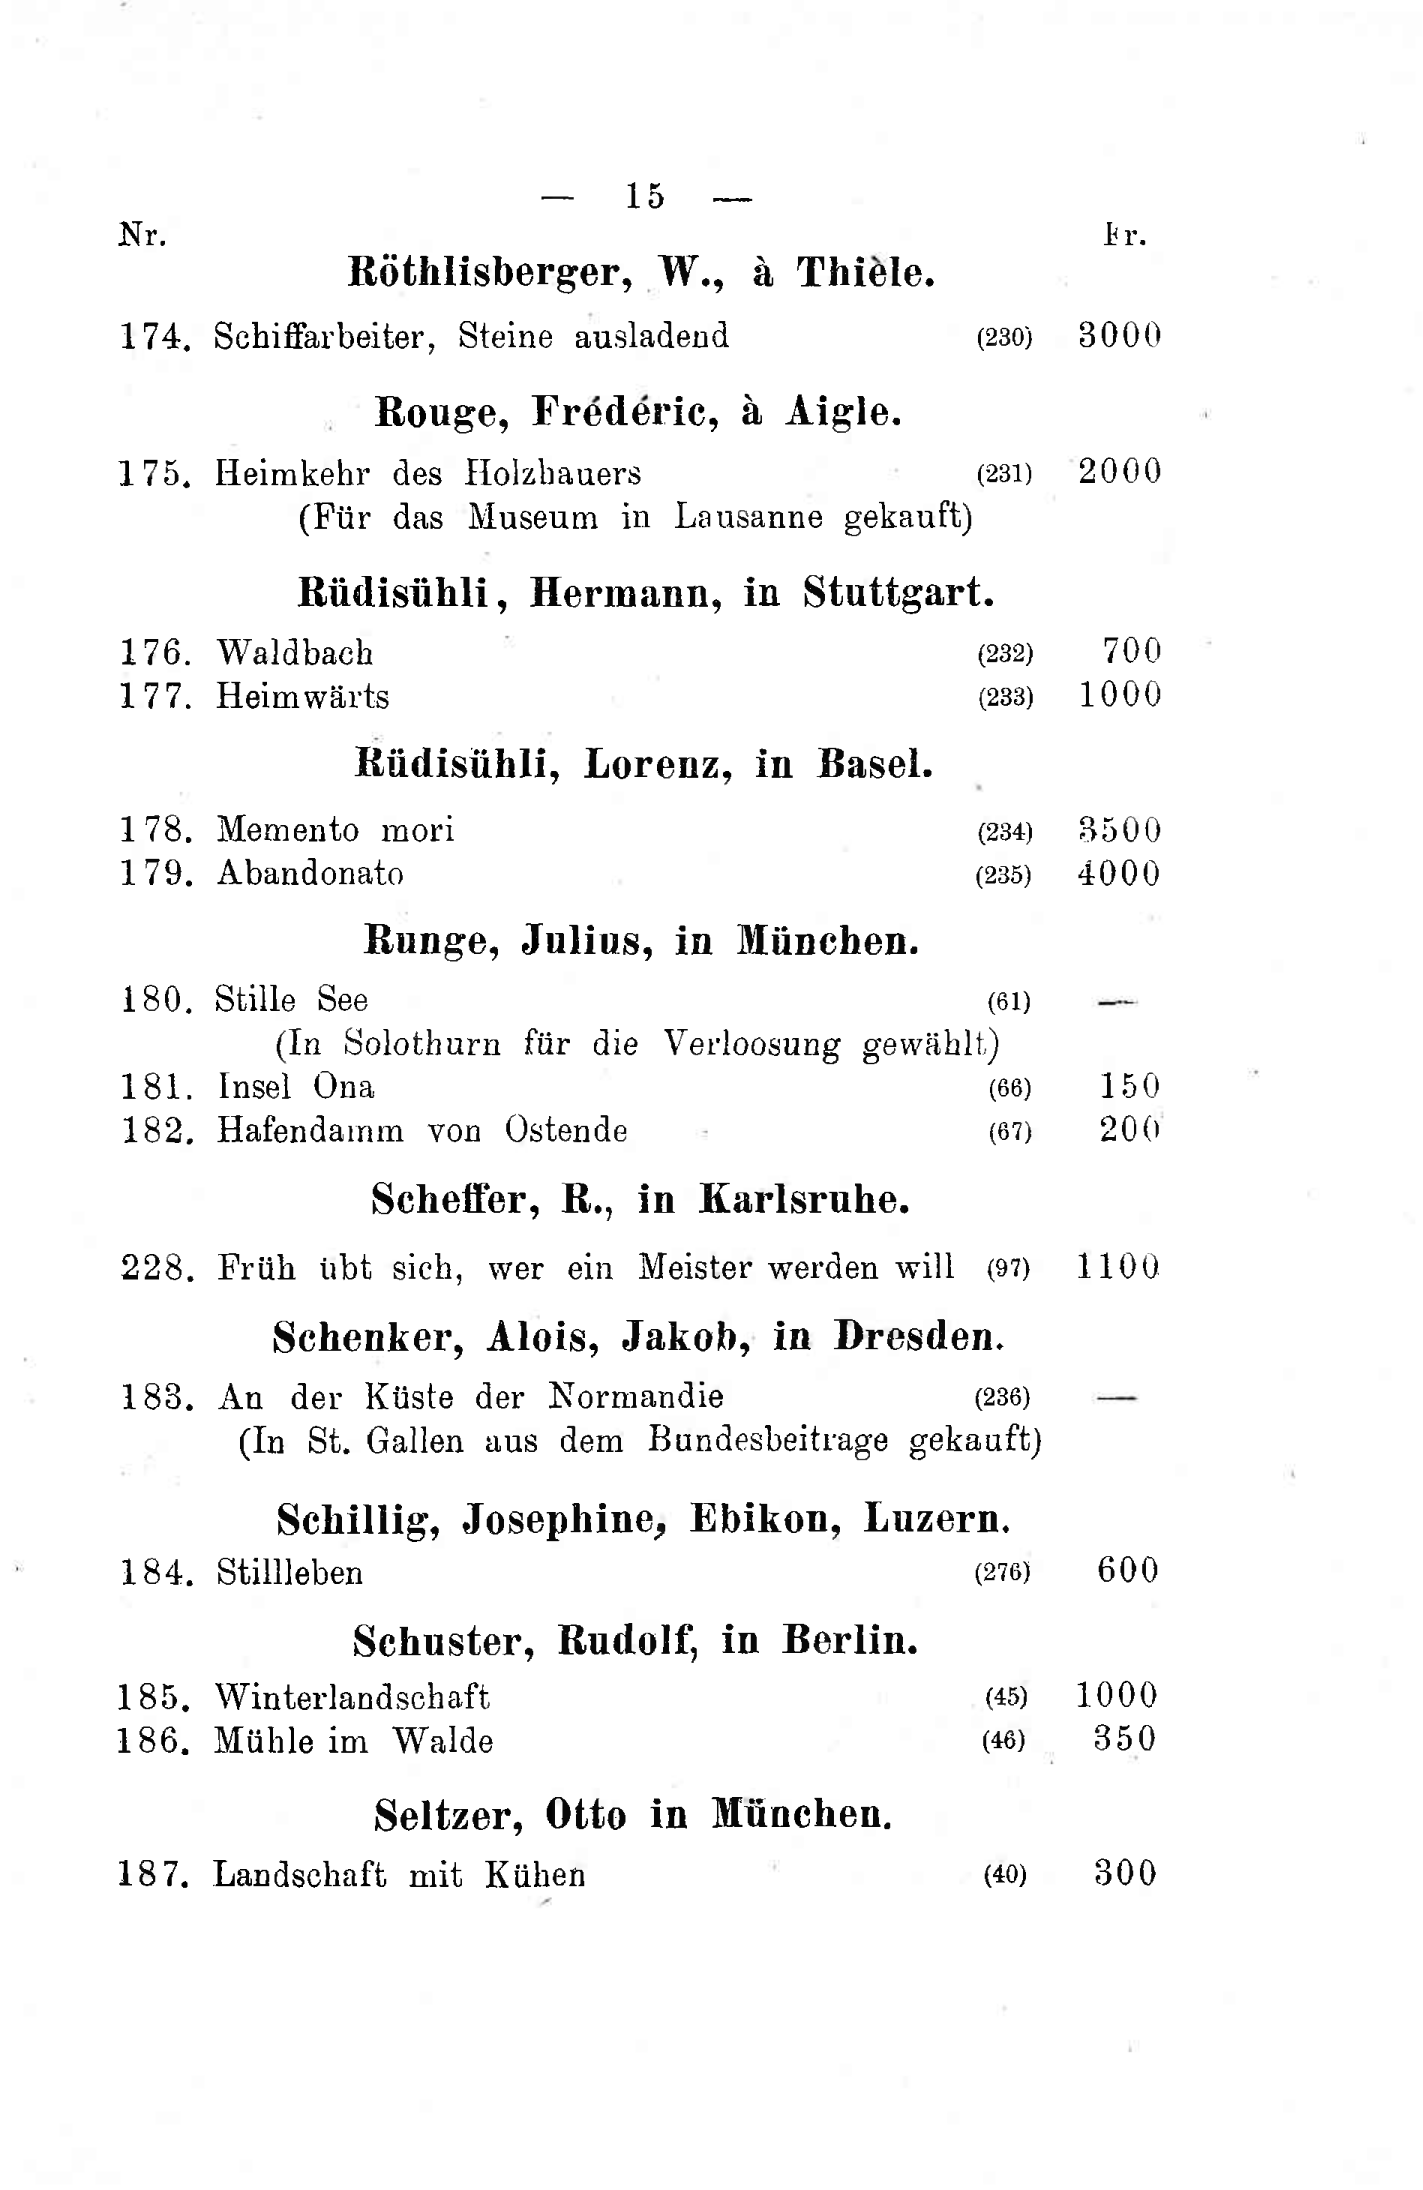 — 15 —
Nr. Fr.
Röthlisberger, W., à Thièle.
174. Schiffarbeiter, Steine ausladend (230) 3000
Rouge, Frédéric, à Aigle.
175. Heimkehr des Holzhauers (231) 2000
(Für das Museum in Lausanne gekauft)
Rüdisühli, Hermann, in Stuttgart.
176. Waldbach (232) 700
177. Heimwärts (233) 1000
Rüdisühli, Lorenz, in Basel.
178. Memento mori (234) 3500
179. Abandonato (235) 4000
Runge, Julius, in München.
180. Stille See (61) —
(In Solothurn für die Verloosung gewählt)
181. Insel Ona (66) 150
182. Hafendamm von Ostende (67) 200
Scheffer, R., in Karlsruhe.
228. Früh übt sich, wer ein Meister werden will (97) 1100
Schenker, Alois, Jakob, in Dresden.
183. An der Küste der Normandie (236) —
(In St. Gallen aus dem Bundesbeitrage gekauft)
Schillig, Josephine, Ebikon, Luzern.
184. Stillleben (276) 600
Schuster, Rudolf, in Berlin.
185. Winterlandschaft (45) 1000
186. Mühle im Walde (46) 350
Seltzer, Otto in München.
187. Landschaft mit Kühen (40) 300